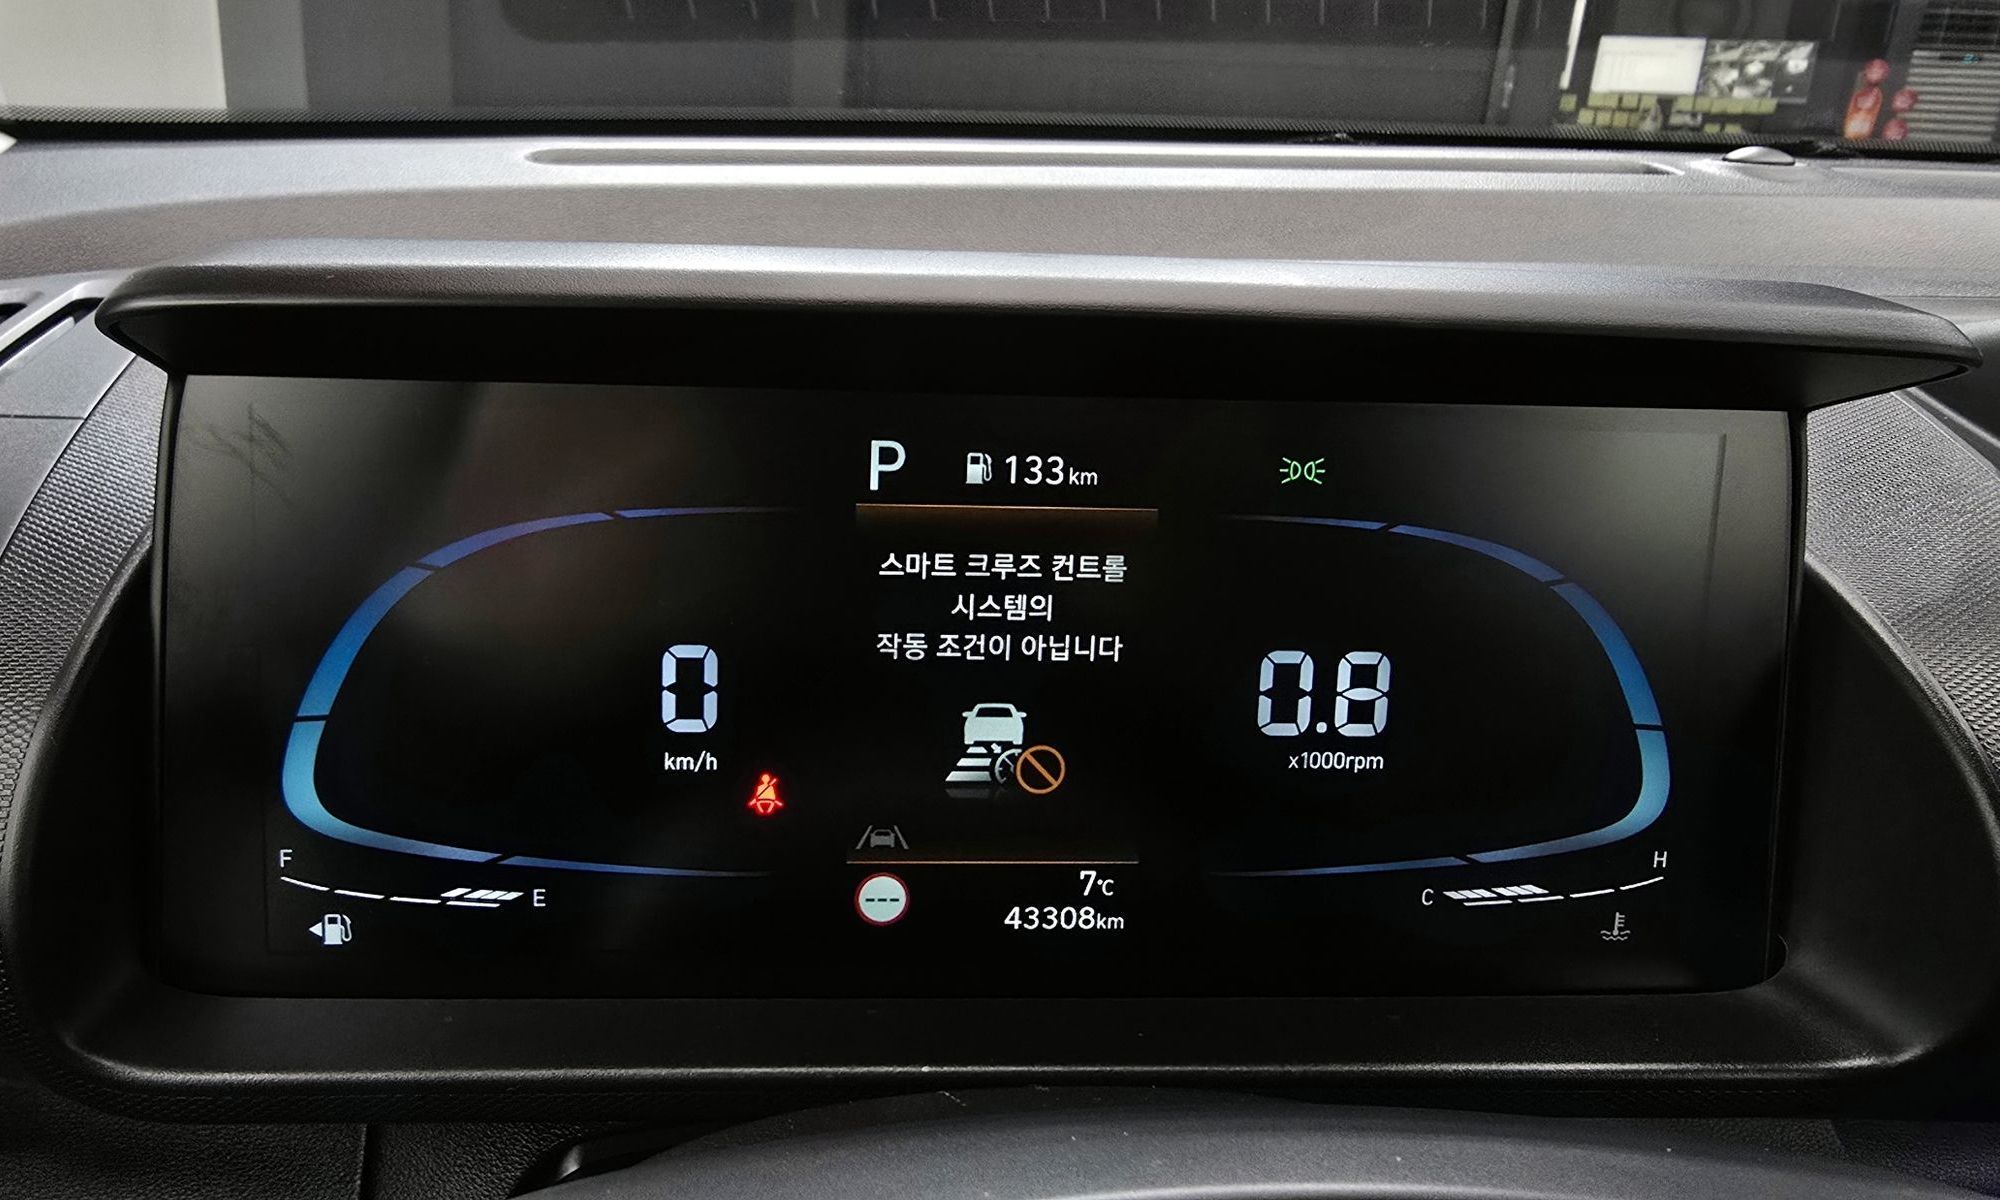 P 133km
스마트 크루즈 컨트롤
시스템의
작동 조건이 아닙니다
0
km/h
0.8
x1000rpm
F
E
C
H
---
7°C
43308km